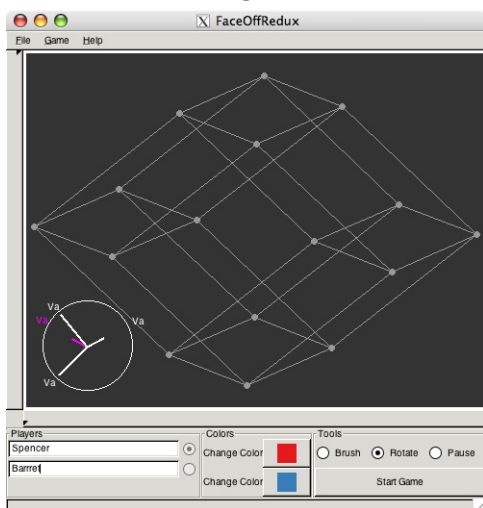 X FaceOffRedux
File Game Help
Va
Va
Va
Va
Players
Spencer
Barret
Colors
Change Color
Change Color
Tools
Brush Rotate Pause
Start Game